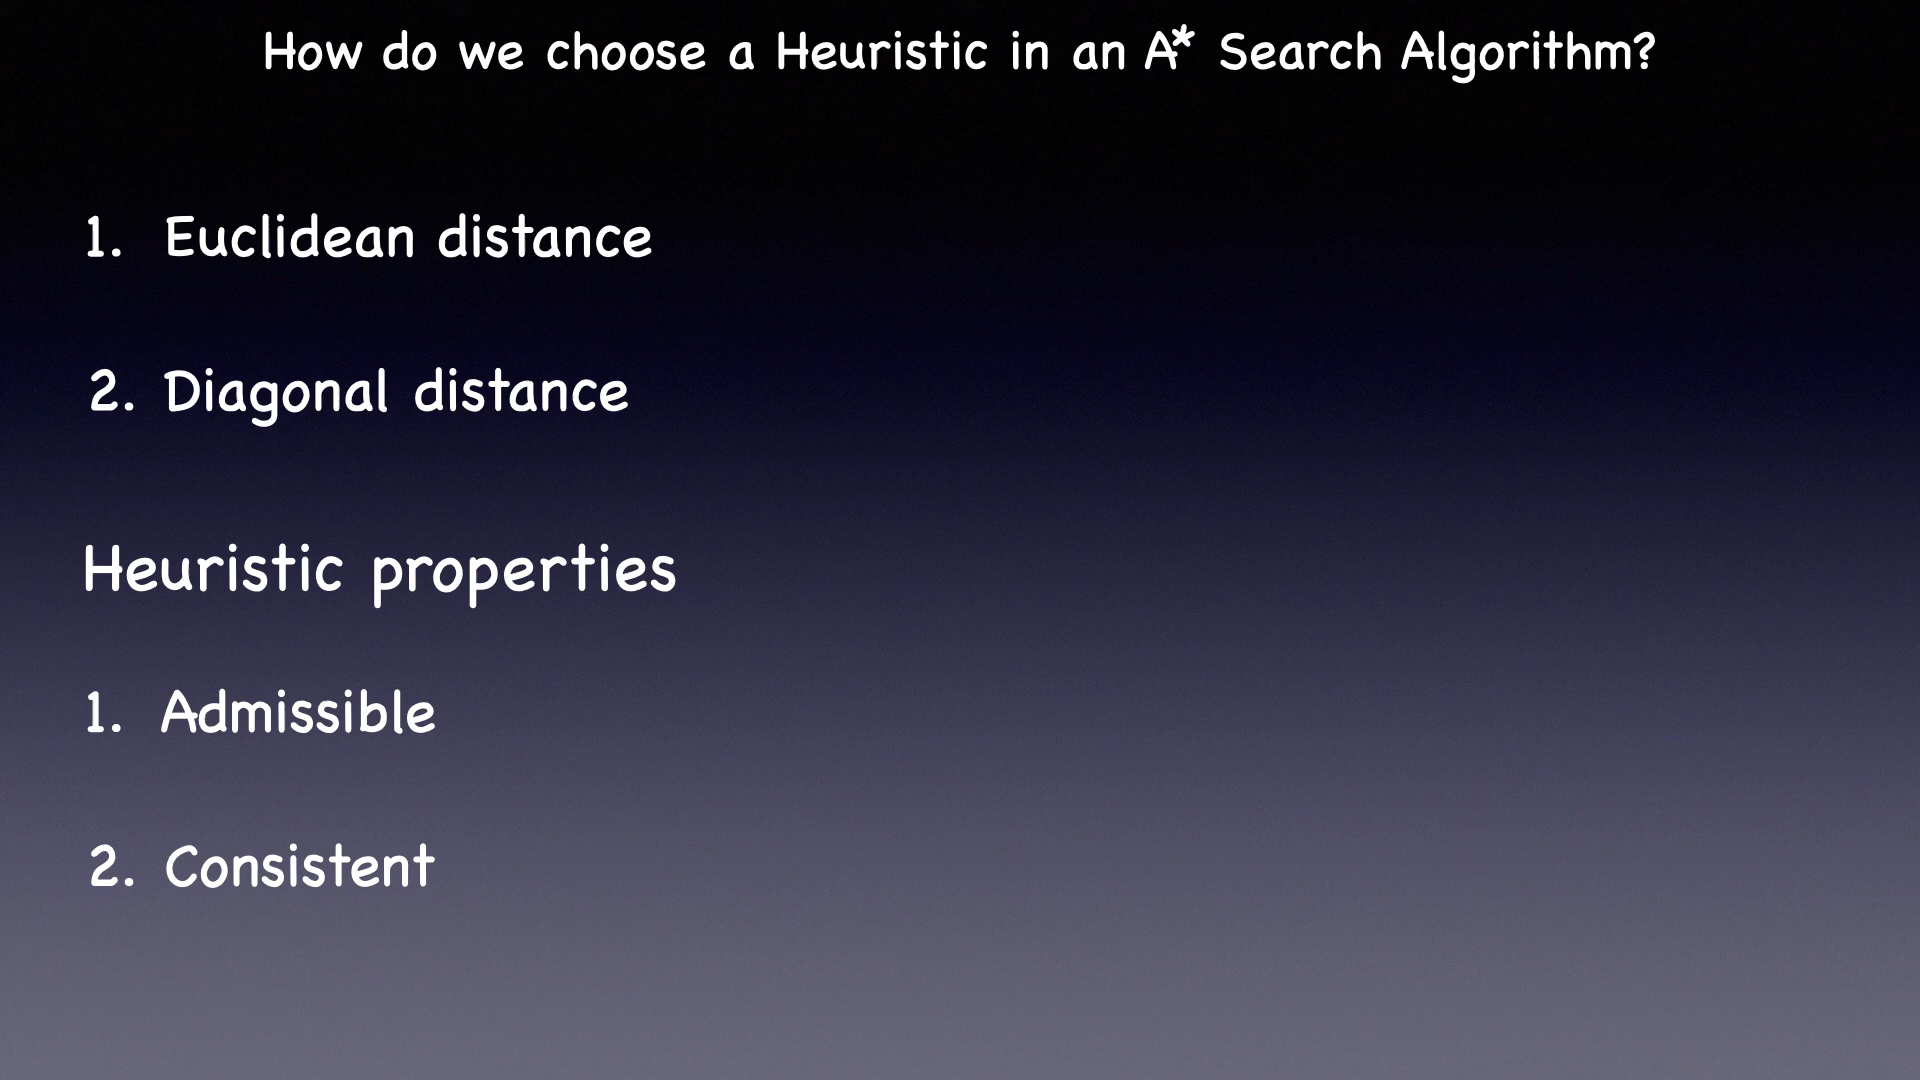 How do we choose a Heuristic in an A* Search Algorithm?
1. Euclidean distance
2. Diagonal distance
Heuristic properties
1. Admissible
2. Consistent